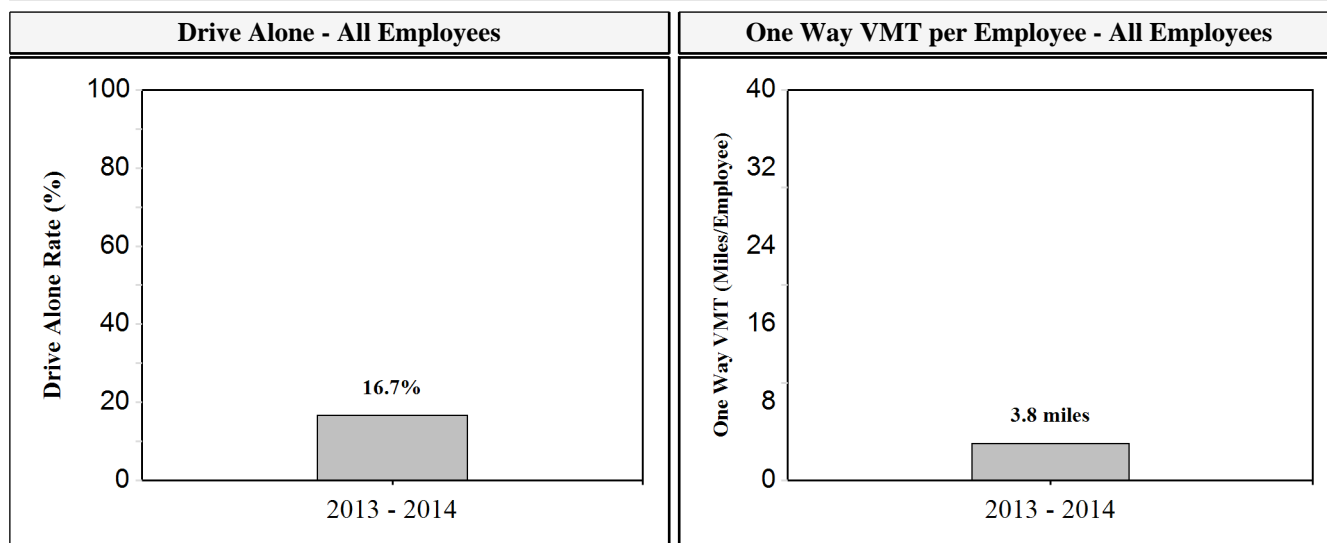 Drive Alone - All Employees
Drive Alone Rate (%)
100
80
60
40
20
0
16.7%
2013 - 2014
One Way VMT per Employee - All Employees
One Way VMT (Miles/Employee)
40
32
24
16
8
0
3.8 miles
2013 - 2014